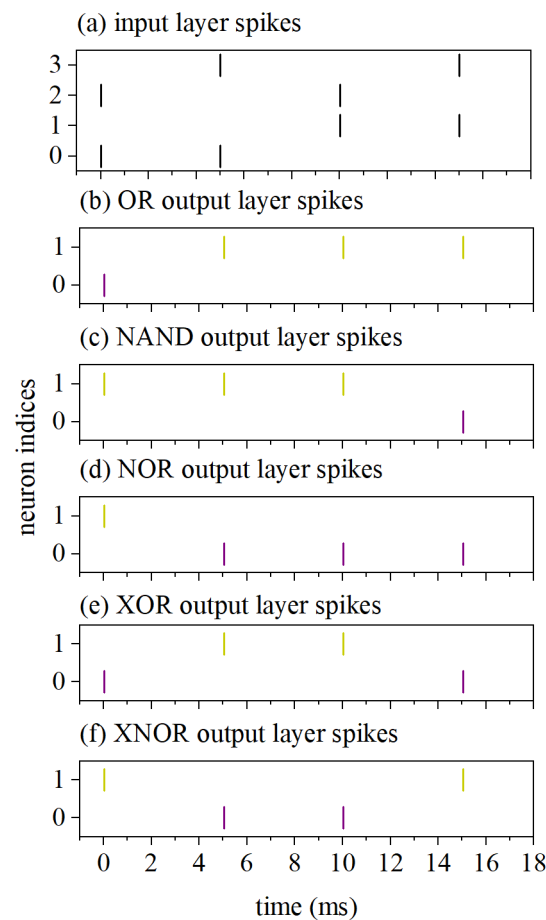 (a) input layer spikes
3
2
1
0
(b) OR output layer spikes
1
0
(c) NAND output layer spikes
1
0
(d) NOR output layer spikes
1
0
(e) XOR output layer spikes
1
0
(f) XNOR output layer spikes
1
0
0 2 4 6 8 10 12 14 16 18
time (ms)
neuron indices